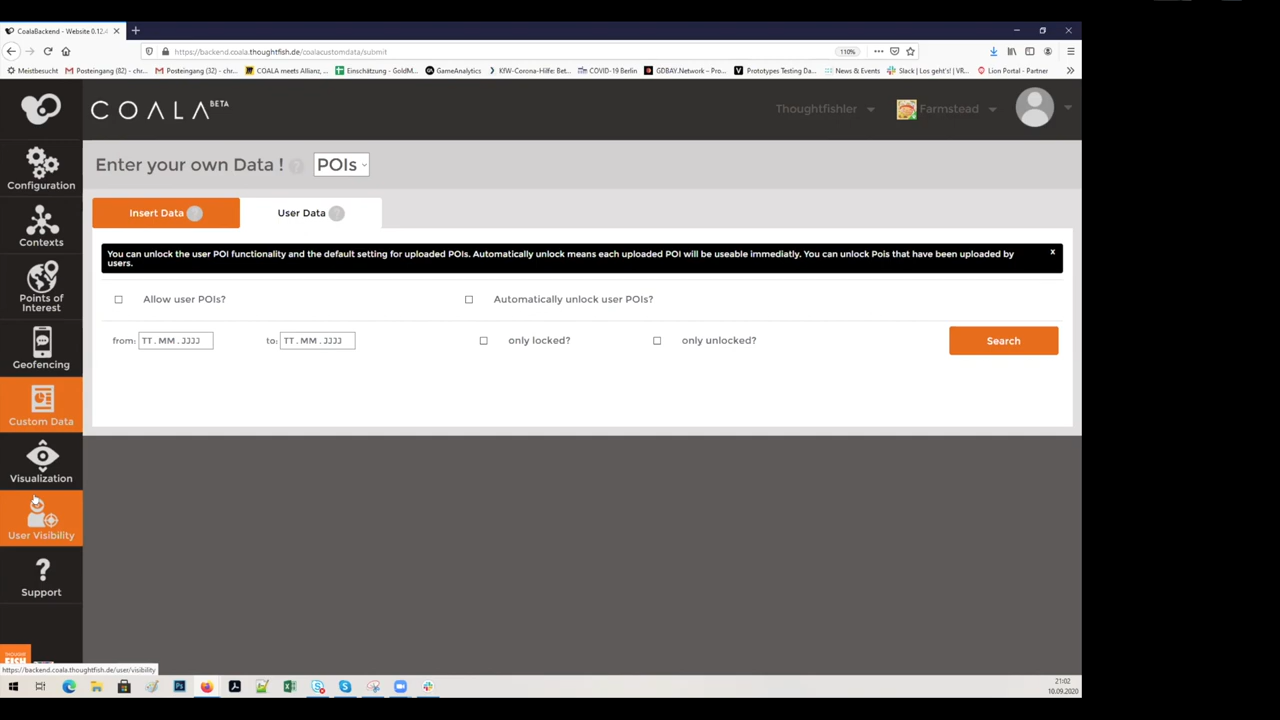 CoalaBackend - Website 0.12.4
https://backend.coala.thoughtfish.de/coalacustomdata/submit
110%
Meistbesucht
Posteingang (82) - chr...
Posteingang (32) - chr...
COALA meets Allianz, ...
Einschätzung - GoldM...
GameAnalytics
KfW-Corona-Hilfe: Bet...
COVID-19 Berlin
GDBAY.Network – Pro...
Prototypes Testing Da...
News & Events
Slack | Los geht's! | VR...
Lion Portal - Partner
COALA BETA
Thoughtfishler
Farmstead
Configuration
Contexts
Points of
Interest
Geofencing
Custom Data
Visualization
User Visibility
Support
THOUGHT
FISH
Enter your own Data ! ?
POIs
Insert Data ?
User Data ?
You can unlock the user POI functionality and the default setting for uploaded POIs. Automatically unlock means each uploaded POI will be useable immediatly. You can unlock Pois that have been uploaded by
users.
x
Allow user POIs?
Automatically unlock user POIs?
from: TT.MM.JJJJ
to: TT.MM.JJJJ
only locked?
only unlocked?
Search
https://backend.coala.thoughtfish.de/user/visibility
21:02
10.09.2020